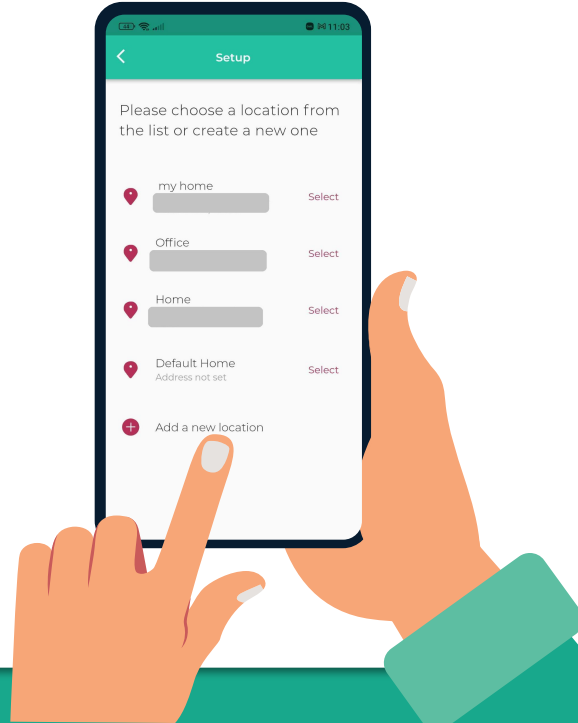 11:03
Setup
Please choose a location from
the list or create a new one
my home
Select
Office
Select
Home
Select
Default Home
Address not set
Select
Add a new location